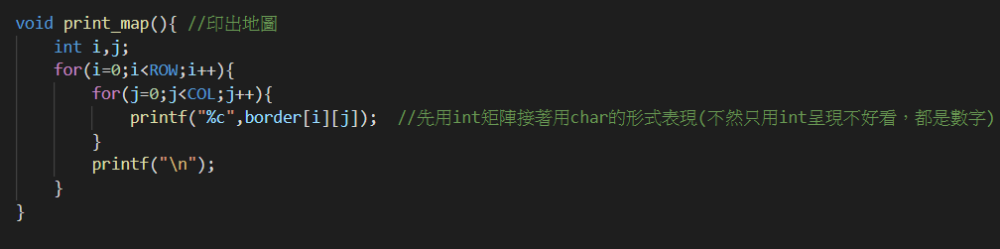 void print_map(){ //印出地圖
    int i,j;
    for(i=0;i<ROW;i++){
        for(j=0;j<COL;j++){
            printf("%c",border[i][j]);  //先用int矩陣接著用char的形式表現(不然只用int呈現不好看，都是數字)
        }
        printf("\n");
    }
}